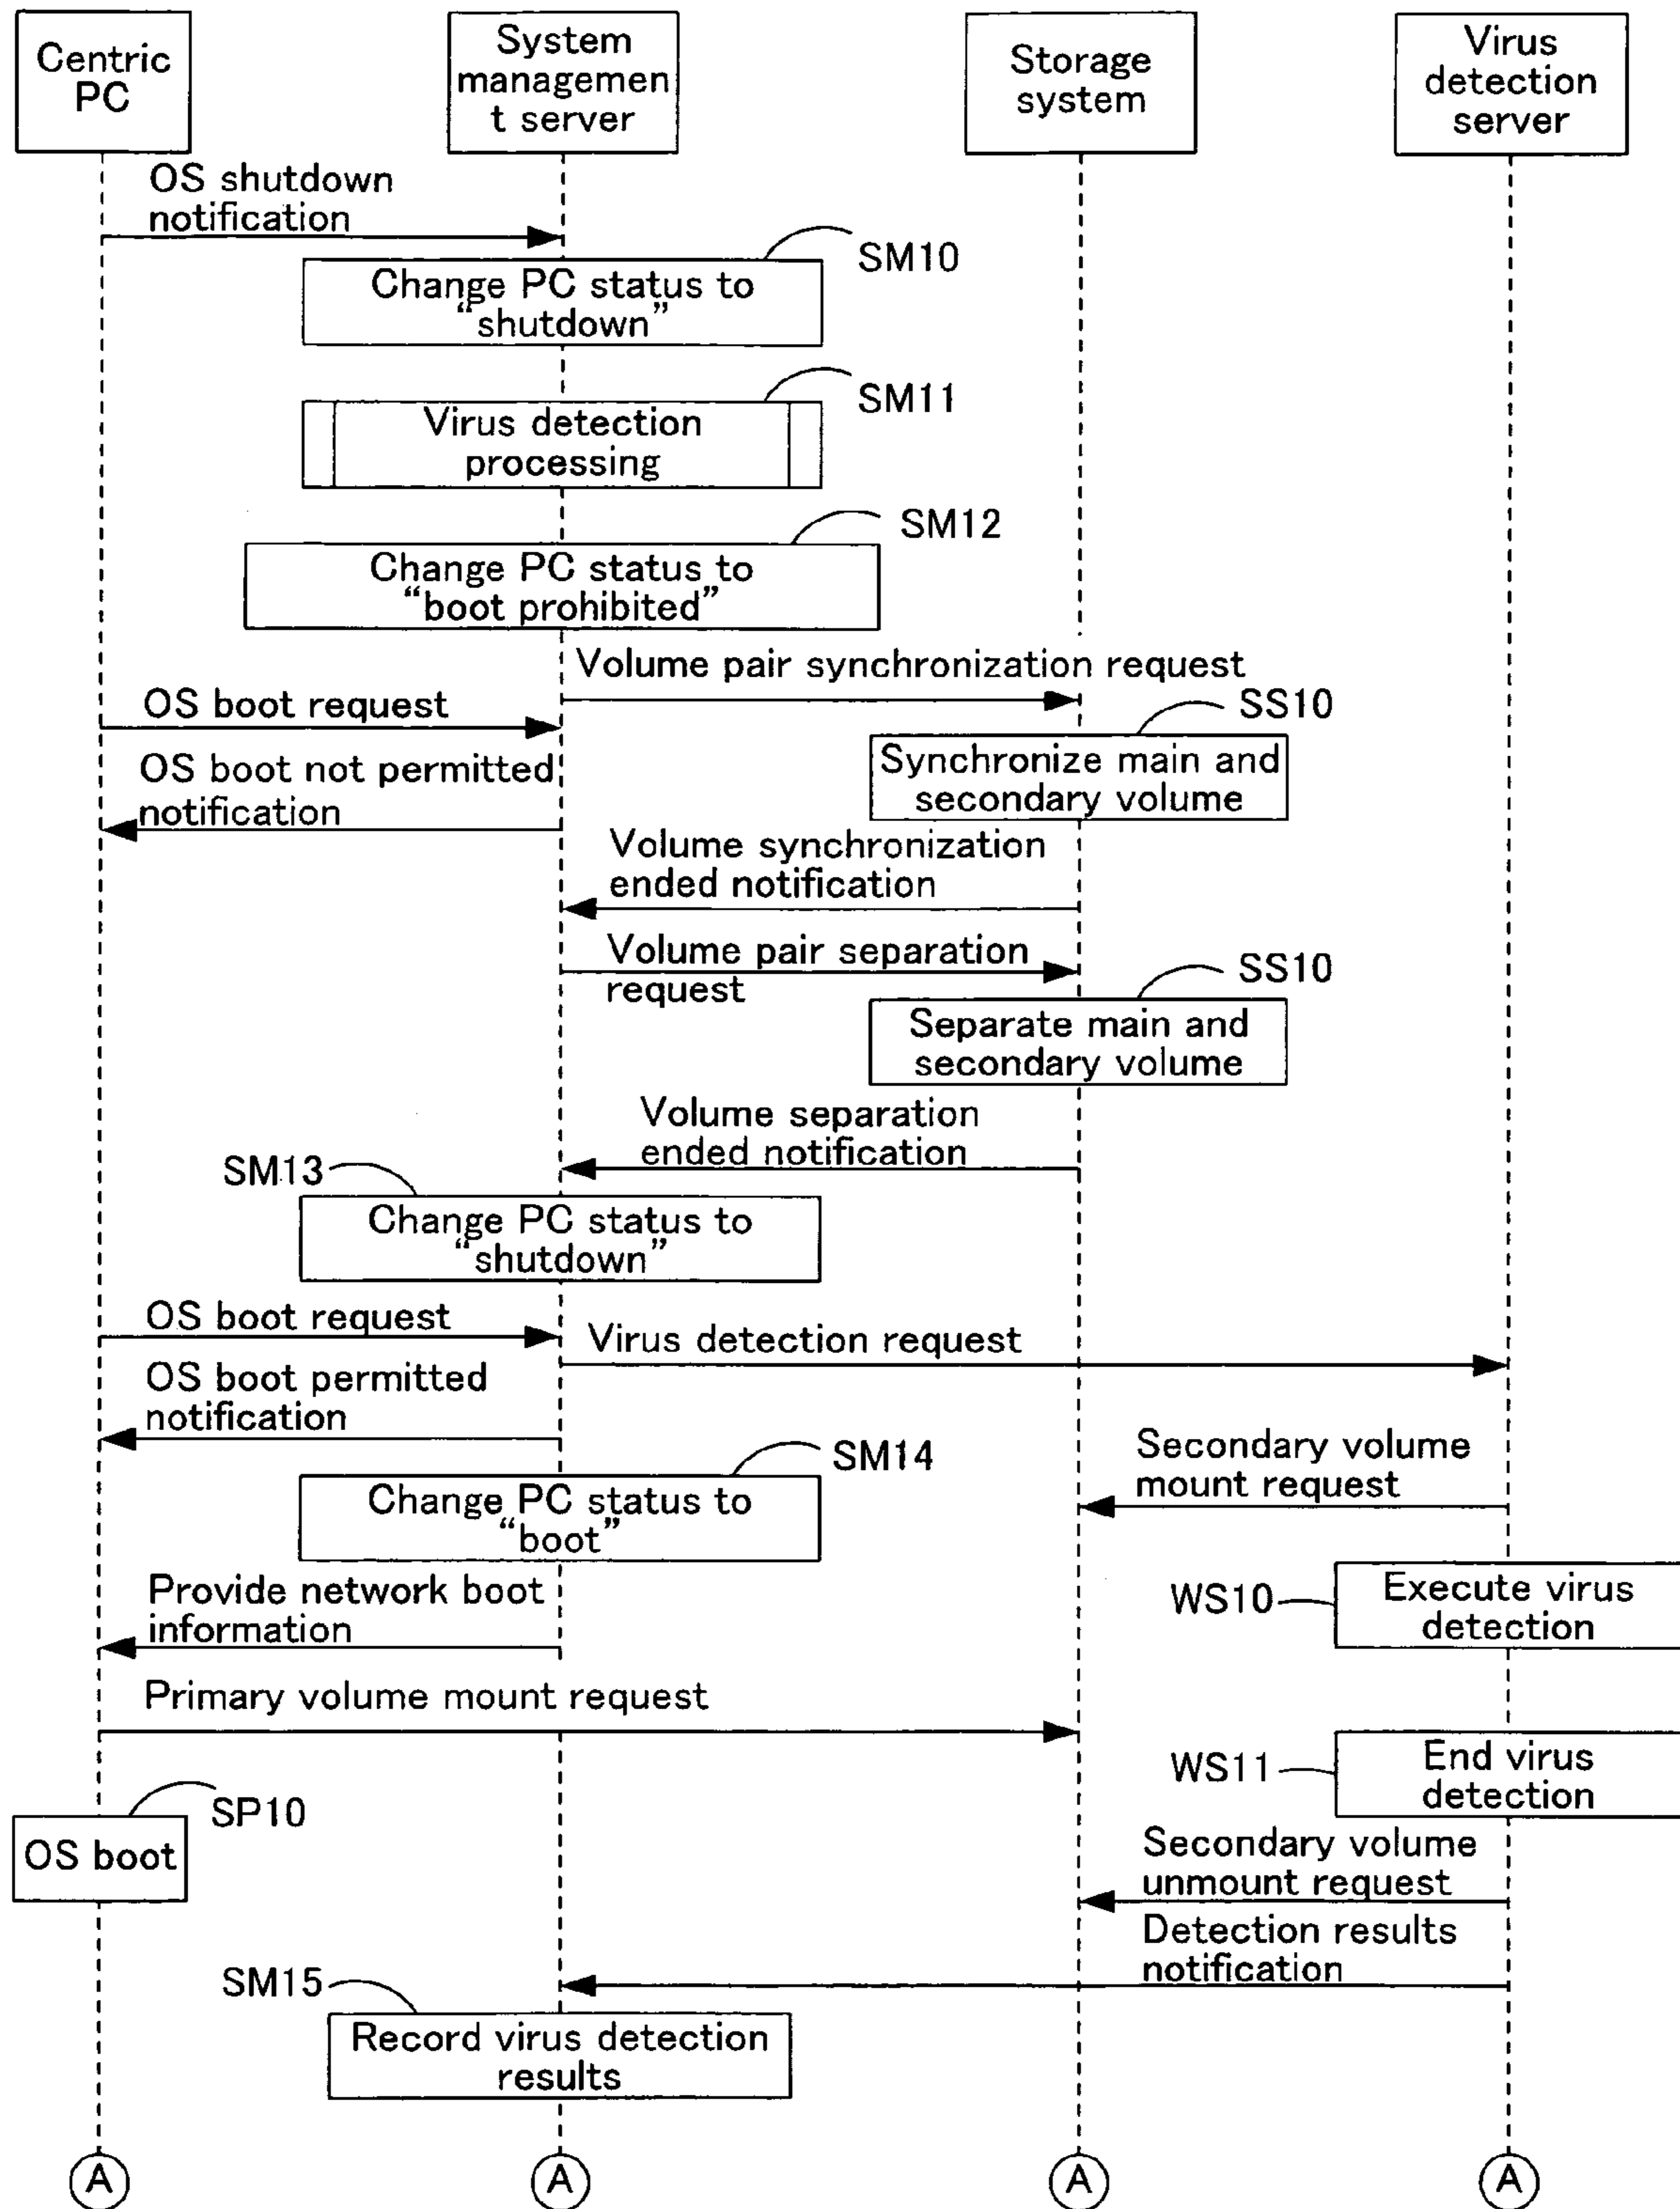 Centric
PC
System
managemen
t server
Storage
system
Virus
detection
server
OS shutdown
notification
SM10
Change PC status to
“shutdown”
SM11
Virus detection
processing
SM12
Change PC status to
“boot prohibited”
Volume pair synchronization request
OS boot request
SS10
Synchronize main and
secondary volume
OS boot not permitted
notification
Volume synchronization
ended notification
Volume pair separation
request
SS10
Separate main and
secondary volume
Volume separation
ended notification
SM13
Change PC status to
“shutdown”
OS boot request
Virus detection request
OS boot permitted
notification
SM14
Change PC status to
“boot”
Secondary volume
mount request
WS10
Execute virus
detection
Provide network boot
information
Primary volume mount request
WS11
End virus
detection
SP10
OS boot
Secondary volume
unmount request
Detection results
notification
SM15
Record virus detection
results
A
A
A
A